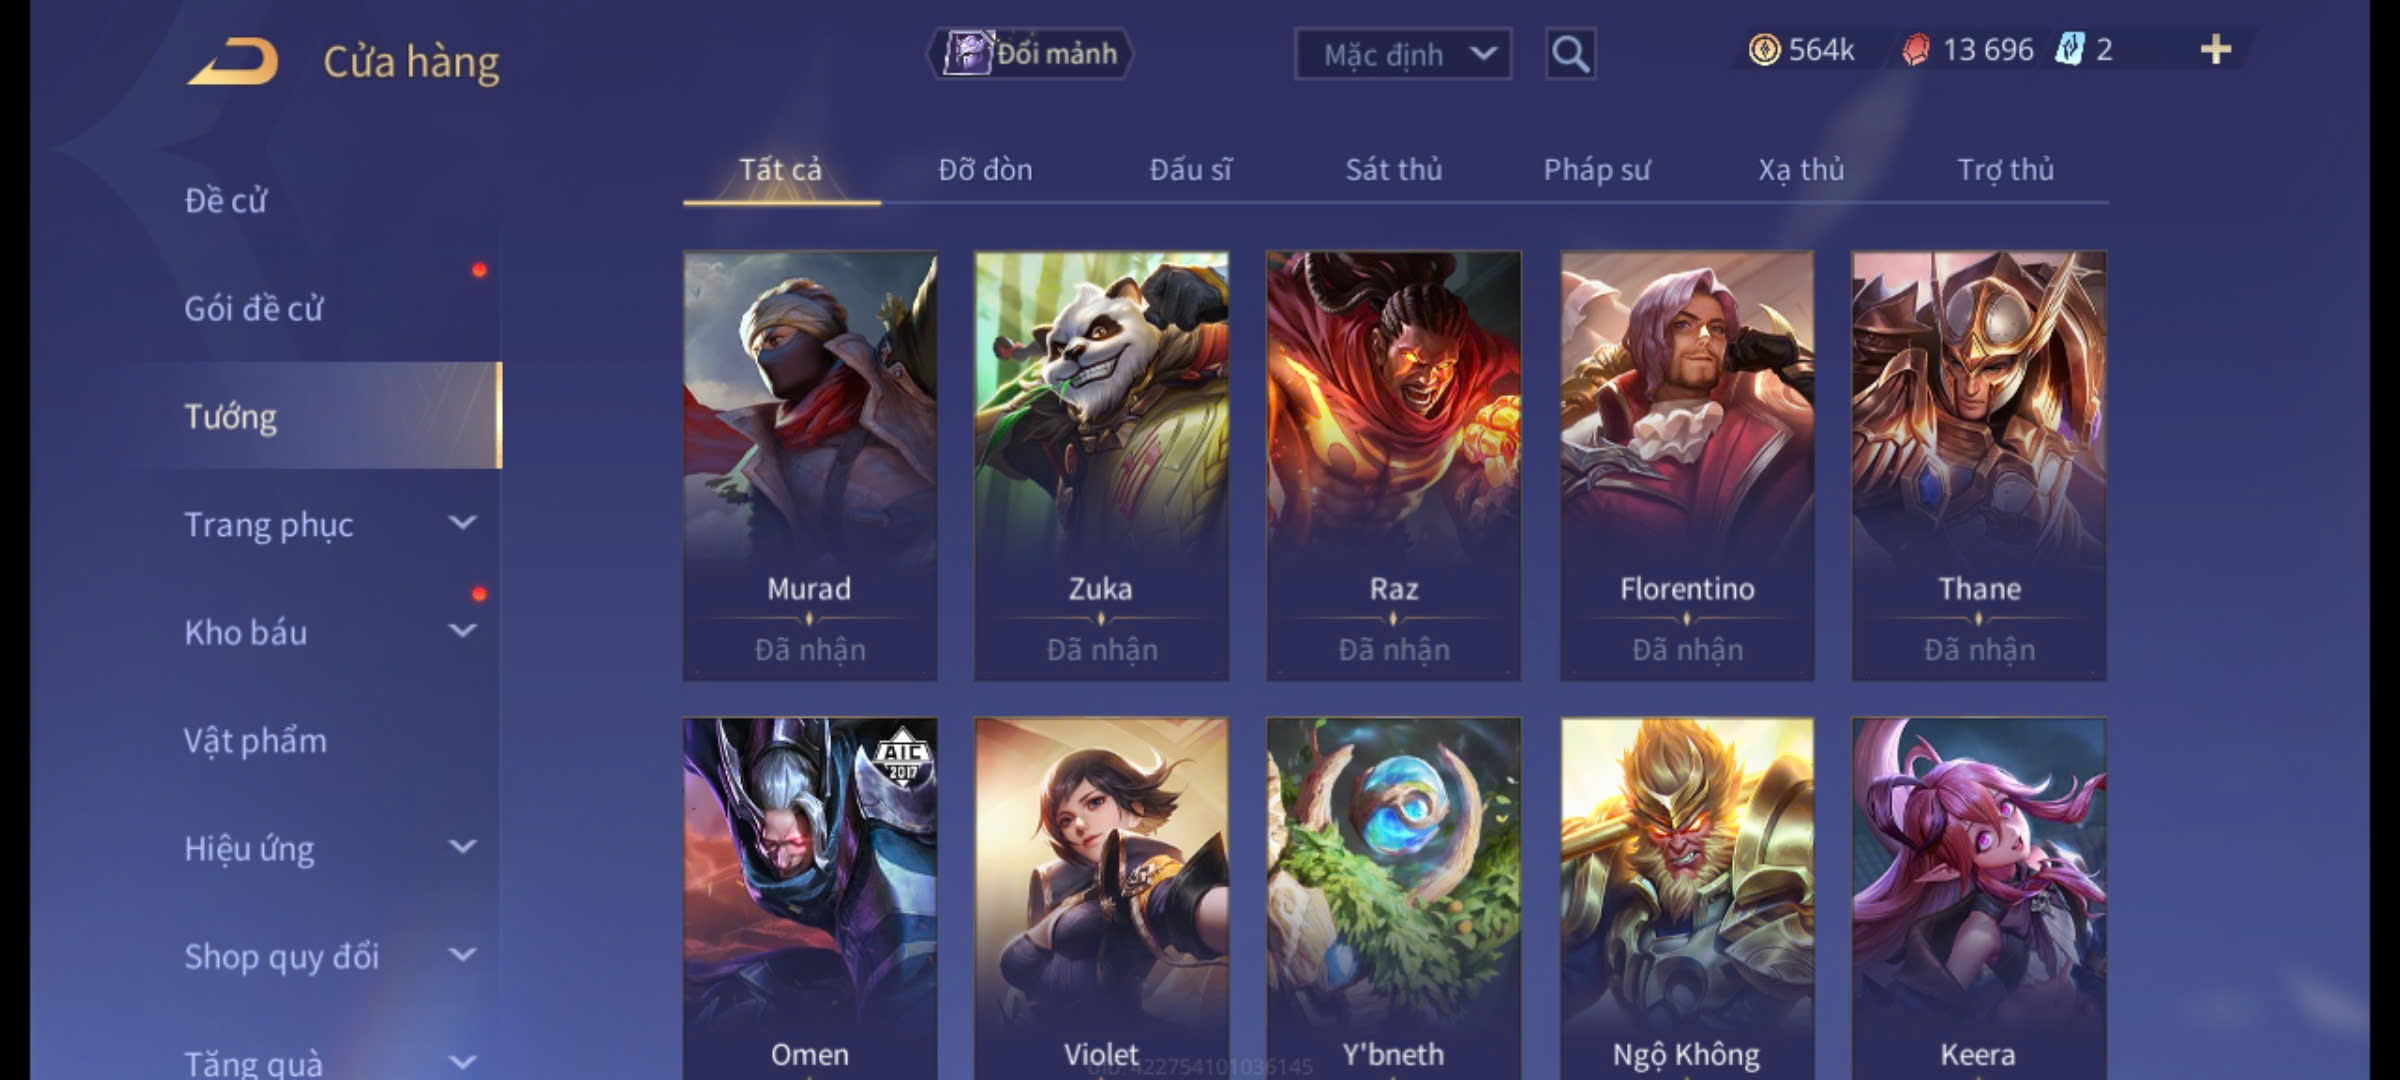 Cửa hàng
Đổi mảnh
Mặc định
564k
13 696
2
Đề cử
Gói đề cử
Tướng
Trang phục
Kho báu
Vật phẩm
Hiệu ứng
Shop quy đổi
Tặng quà
Tất cả
Đỡ đòn
Đấu sĩ
Sát thủ
Pháp sư
Xạ thủ
Trợ thủ
Murad
Đã nhận
Zuka
Đã nhận
Raz
Đã nhận
Florentino
Đã nhận
Thane
Đã nhận
AIC
2017
Omen
Violet
Y'bneth
Ngộ Không
Keera
UID: 422754101036145